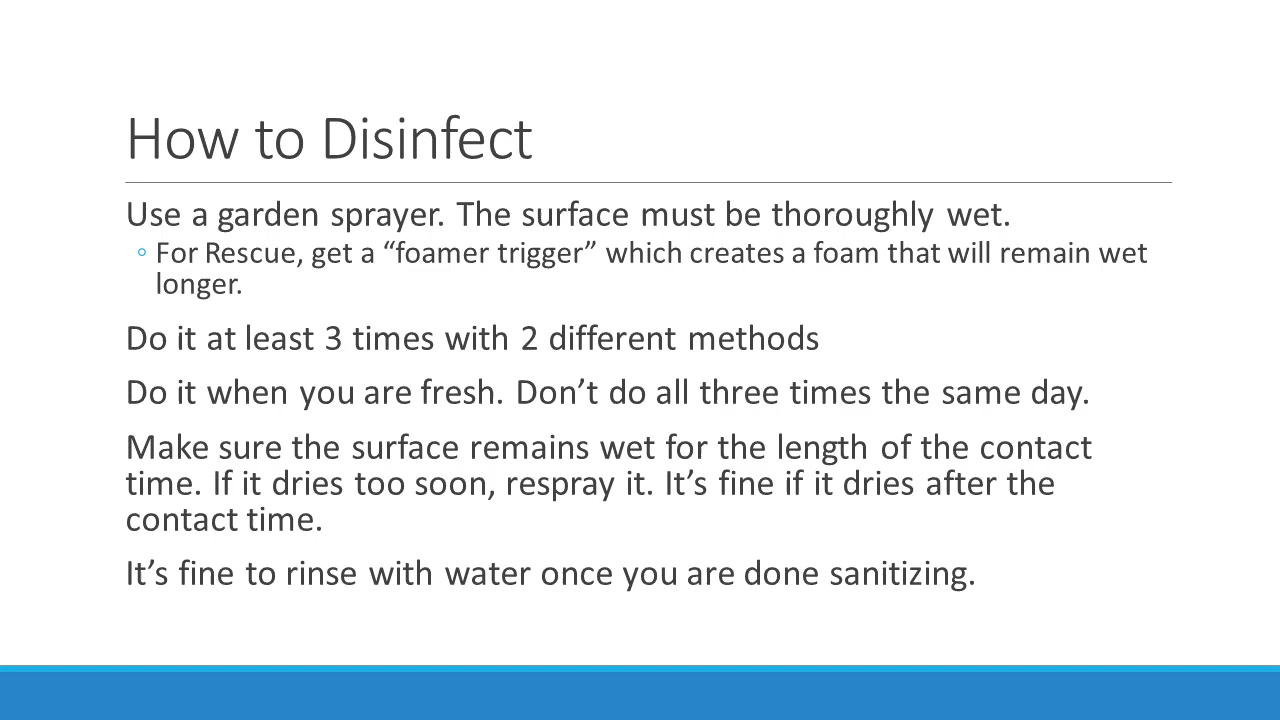 How to Disinfect
Use a garden sprayer. The surface must be thoroughly wet.
◦ For Rescue, get a “foamer trigger” which creates a foam that will remain wet
longer.
Do it at least 3 times with 2 different methods
Do it when you are fresh. Don’t do all three times the same day.
Make sure the surface remains wet for the length of the contact
time. If it dries too soon, respray it. It’s fine if it dries after the
contact time.
It’s fine to rinse with water once you are done sanitizing.